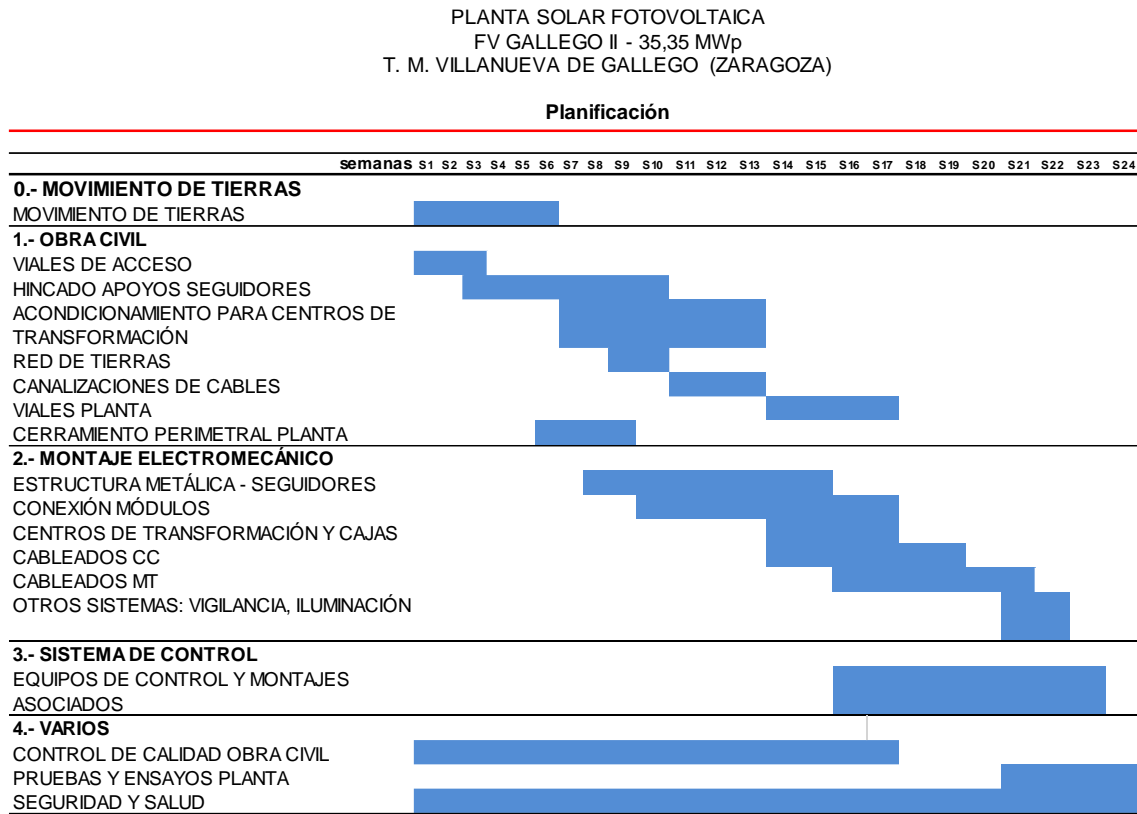 PLANTA SOLAR FOTOVOLTAICA
FV GALLEGO II - 35,35 MWp
T. M. VILLANUEVA DE GALLEGO (ZARAGOZA)
Planificación
semanas S1 S2 S3 S4 S5 S6 S7 S8 S9 S10 S11 S12 S13 S14 S15 S16 S17 S18 S19 S20 S21 S22 S23 S24
0.- MOVIMIENTO DE TIERRAS
MOVIMIENTO DE TIERRAS
1.- OBRA CIVIL
VIALES DE ACCESO
HINCADO APOYOS SEGUIDORES
ACONDICIONAMIENTO PARA CENTROS DE
TRANSFORMACIÓN
RED DE TIERRAS
CANALIZACIONES DE CABLES
VIALES PLANTA
CERRAMIENTO PERIMETRAL PLANTA
2.- MONTAJE ELECTROMECÁNICO
ESTRUCTURA METÁLICA - SEGUIDORES
CONEXIÓN MÓDULOS
CENTROS DE TRANSFORMACIÓN Y CAJAS
CABLEADOS CC
CABLEADOS MT
OTROS SISTEMAS: VIGILANCIA, ILUMINACIÓN
3.- SISTEMA DE CONTROL
EQUIPOS DE CONTROL Y MONTAJES
ASOCIADOS
4.- VARIOS
CONTROL DE CALIDAD OBRA CIVIL
PRUEBAS Y ENSAYOS PLANTA
SEGURIDAD Y SALUD